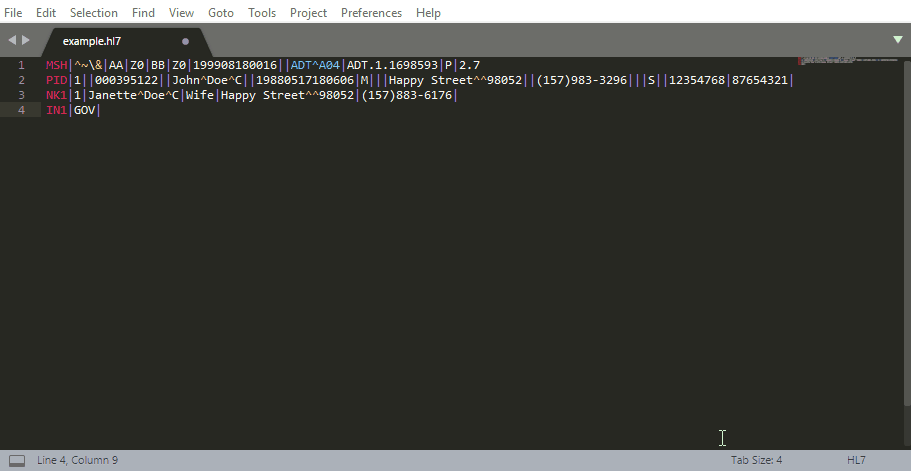 File Edit Selection Find View Goto Tools Project Preferences Help
example.hl7
1 MSH|^~\&|AA|Z0|BB|Z0|199908180016||ADT^A04|ADT.1.1698593|P|2.7
2 PID|1||000395122||John^Doe^C||19880517180606|M|||Happy Street^^98052||(157)983-3296|||S||12354768|87654321|
3 NK1|1|Janette^Doe^C|Wife|Happy Street^^98052|(157)883-6176|
4 IN1|GOV|
Line 4, Column 9 Tab Size: 4 HL7